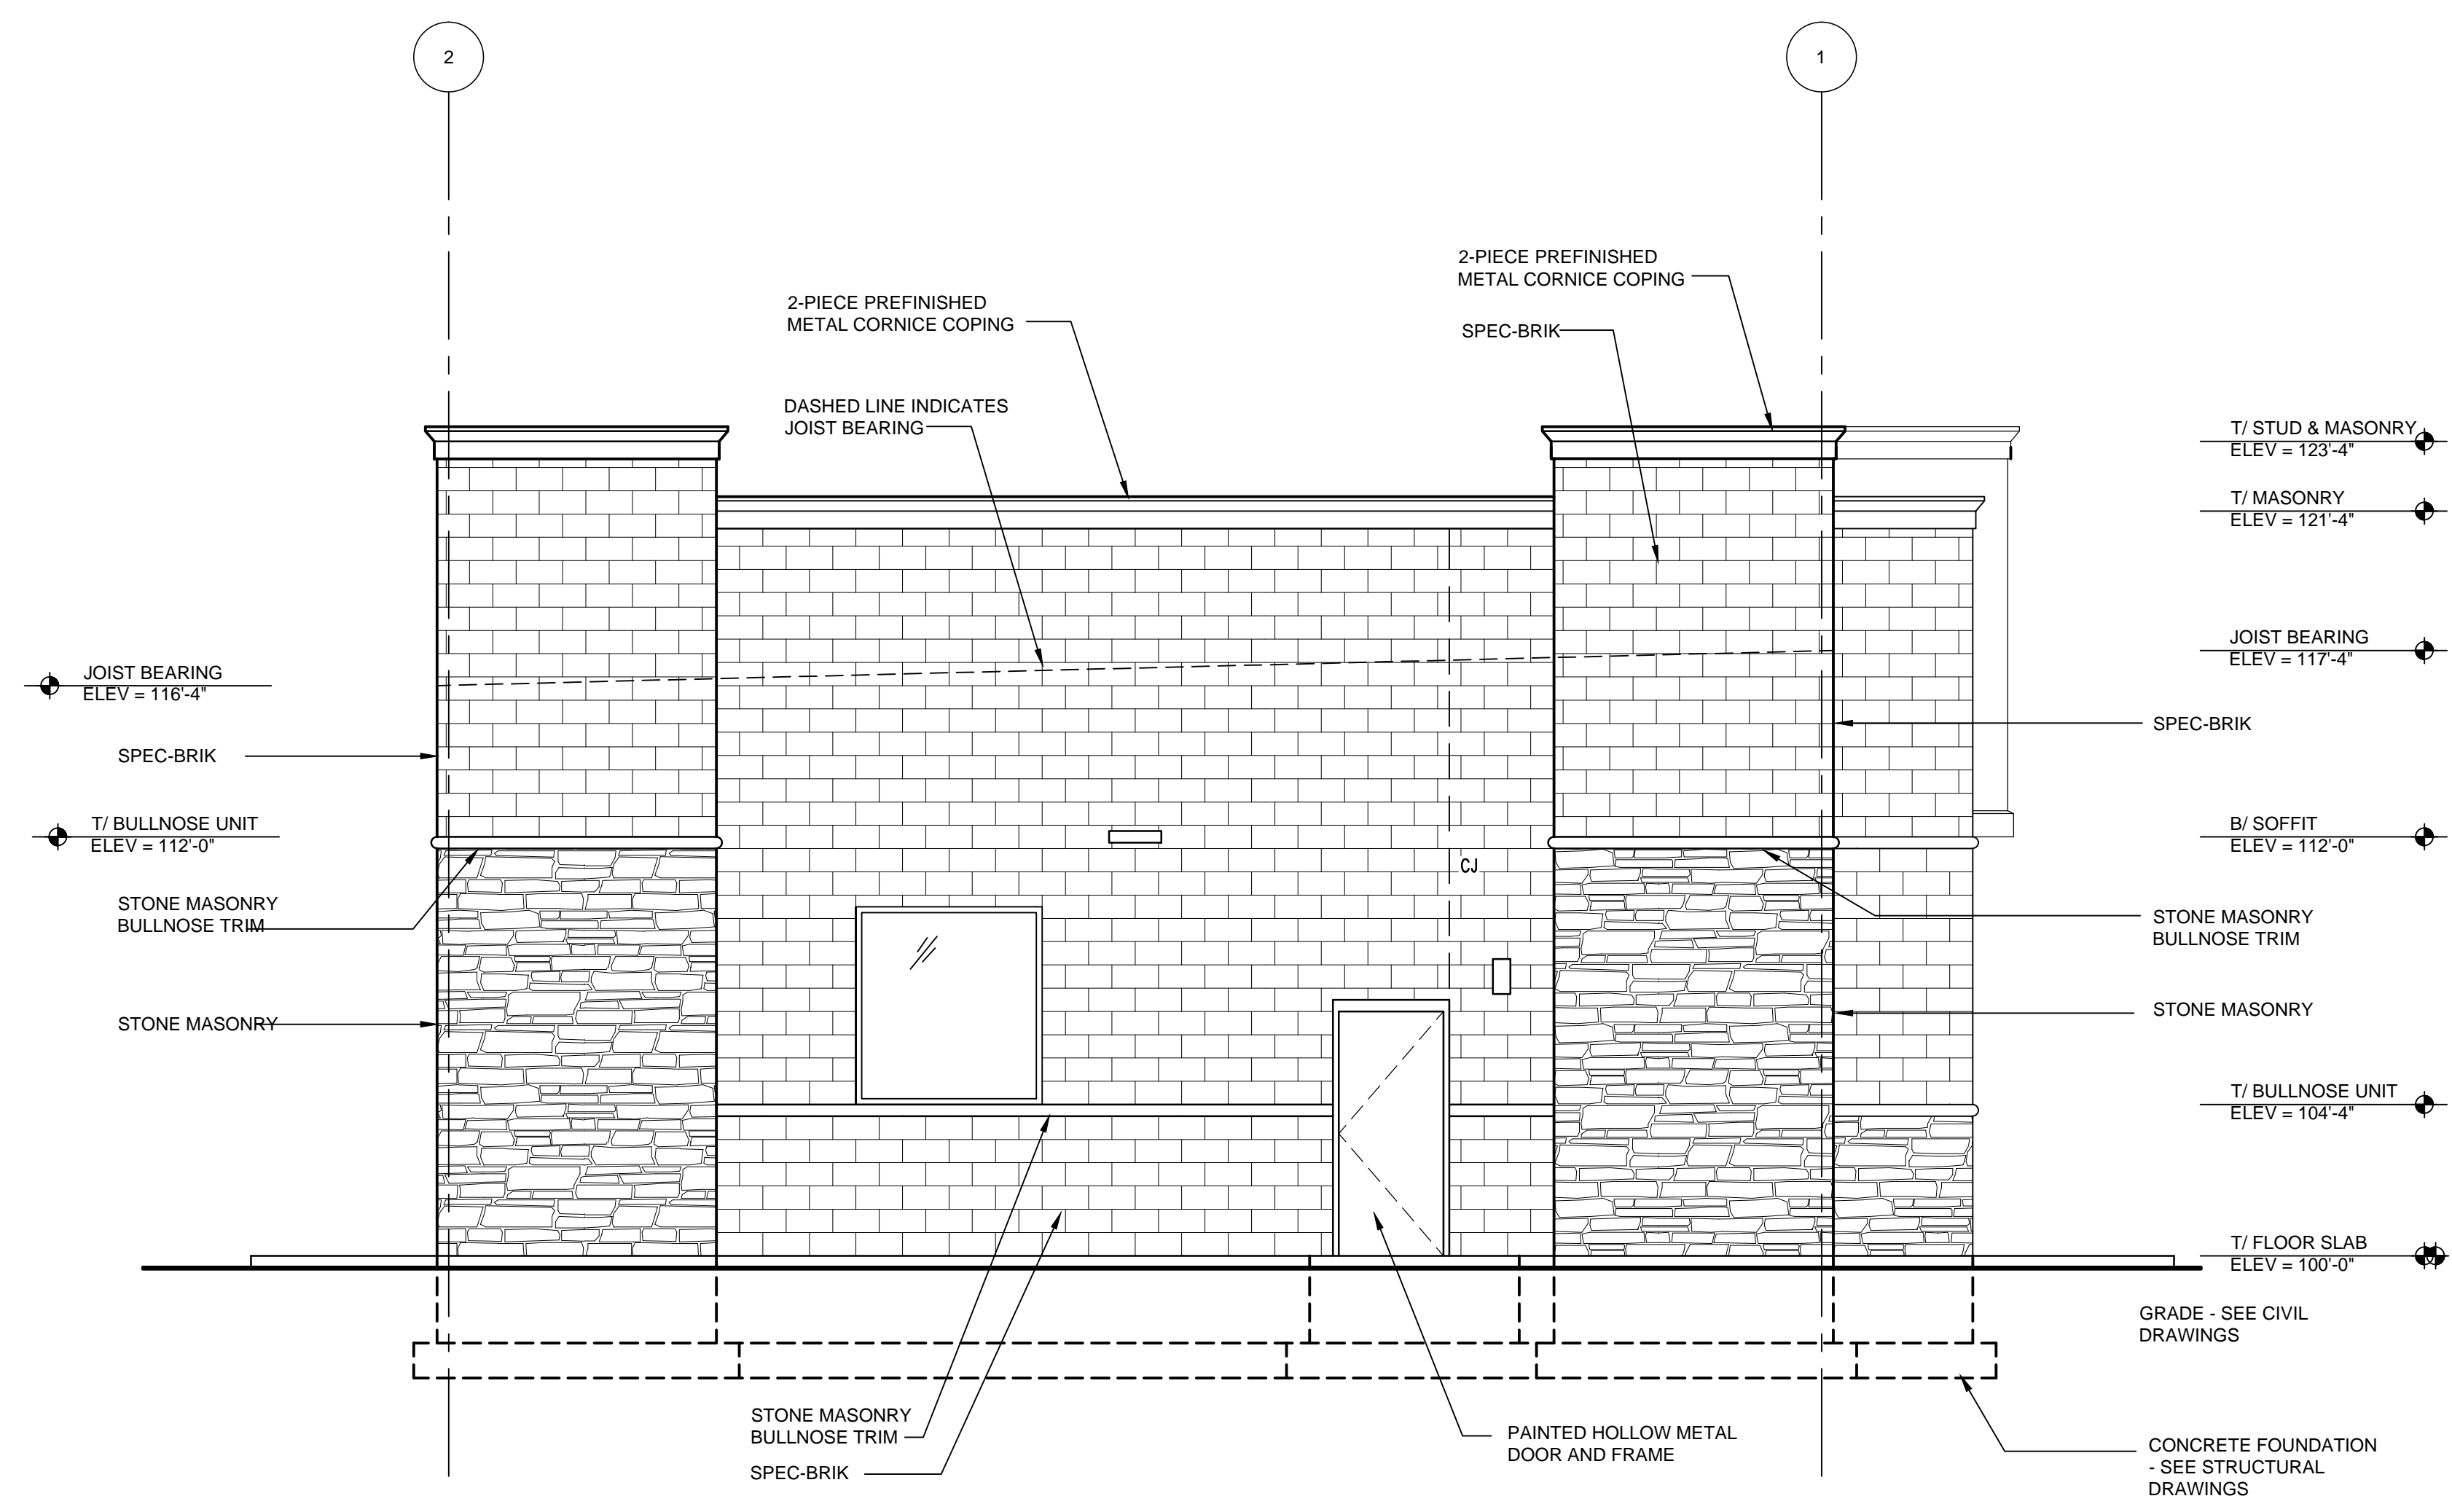 2
1
2-PIECE PREFINISHED
METAL CORNICE COPING
2-PIECE PREFINISHED
METAL CORNICE COPING
SPEC-BRIK
DASHED LINE INDICATES
JOIST BEARING
T/ STUD & MASONRY
ELEV = 123'-4"
T/ MASONRY
ELEV = 121'-4"
JOIST BEARING
ELEV = 117'-4"
JOIST BEARING
ELEV = 116'-4"
SPEC-BRIK
SPEC-BRIK
T/ BULLNOSE UNIT
ELEV = 112'-0"
B/ SOFFIT
ELEV = 112'-0"
CJ
STONE MASONRY
BULLNOSE TRIM
STONE MASONRY
BULLNOSE TRIM
STONE MASONRY
STONE MASONRY
T/ BULLNOSE UNIT
ELEV = 104'-4"
T/ FLOOR SLAB
ELEV = 100'-0"
GRADE - SEE CIVIL
DRAWINGS
STONE MASONRY
BULLNOSE TRIM
SPEC-BRIK
PAINTED HOLLOW METAL
DOOR AND FRAME
CONCRETE FOUNDATION
- SEE STRUCTURAL
DRAWINGS